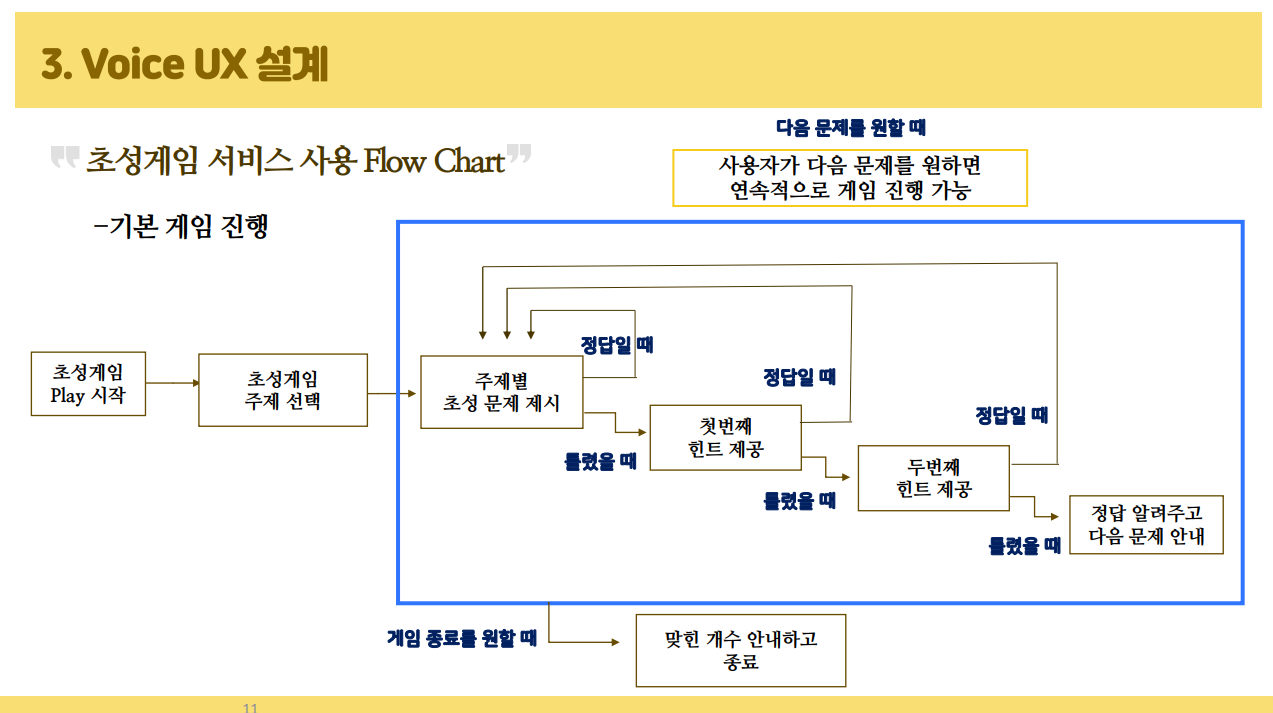 3. Voice UX 설계
❞ 초성게임 서비스 사용 Flow Chart ❞
-기본 게임 진행
다음 문제를 원할 때
사용자가 다음 문제를 원하면
연속적으로 게임 진행 가능
초성게임
Play 시작
초성게임
주제 선택
주제별
초성 문제 제시
정답일 때
틀렸을 때
첫번째
힌트 제공
정답일 때
틀렸을 때
두번째
힌트 제공
정답일 때
틀렸을 때
정답 알려주고
다음 문제 안내
게임 종료를 원할 때
맞힌 개수 안내하고
종료
11